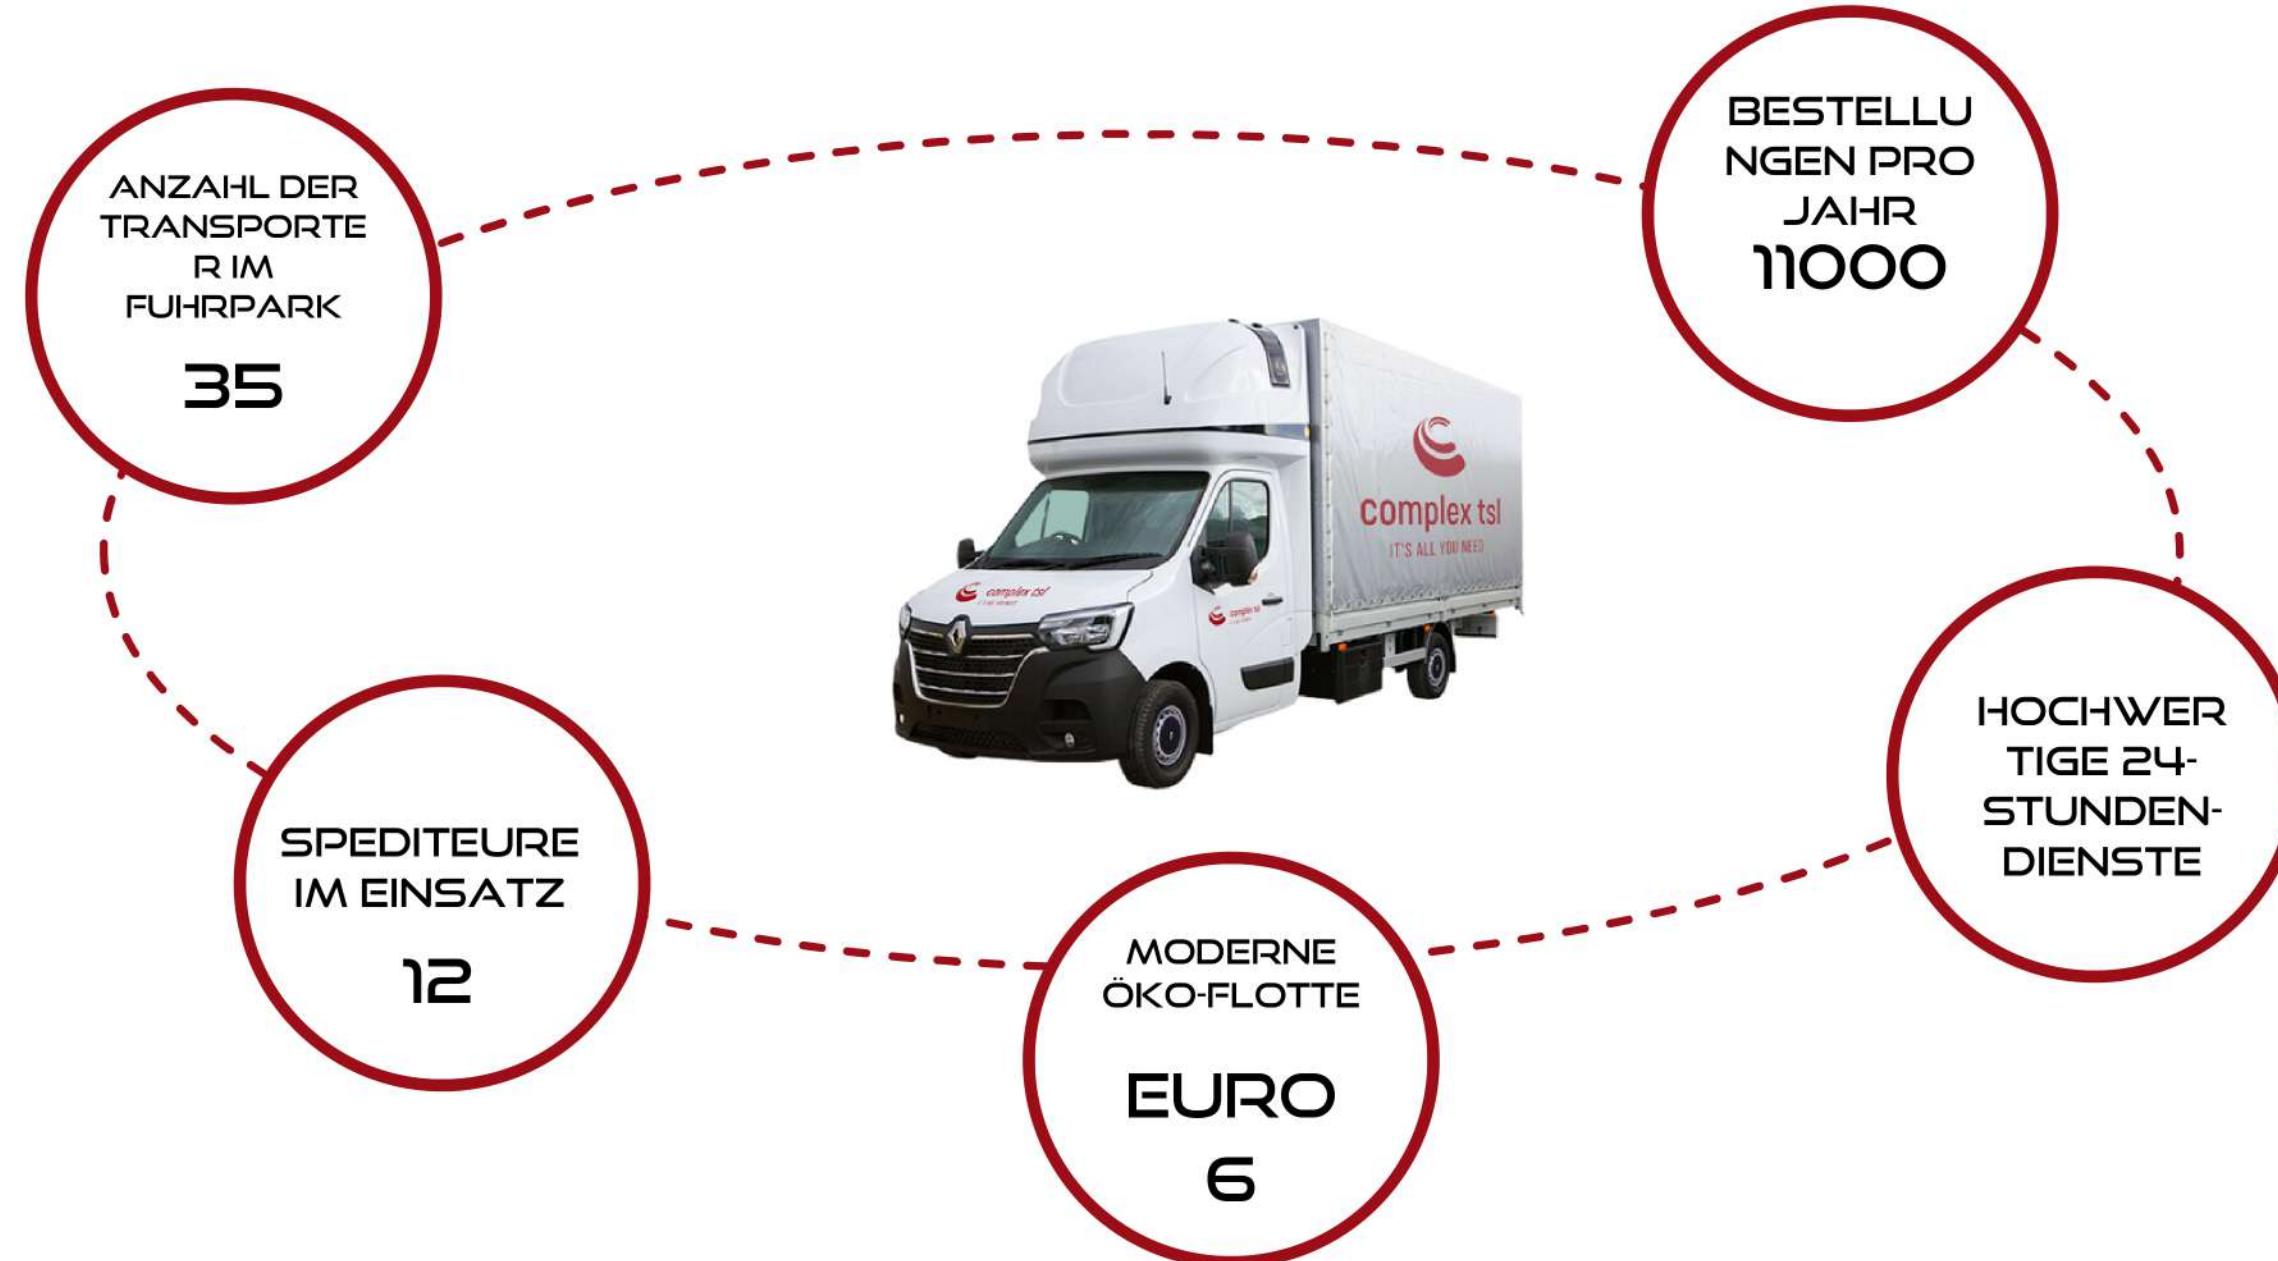 ANZAHL DER
TRANSPORTE
R IM
FUHRPARK
35
BESTELLU
NGEN PRO
JAHR
11000
complex tsl
IT'S ALL YOU NEED
complex tsl
complex tsl
HOCHWER
TIGE 24-
STUNDEN-
DIENSTE
SPEDITEURE
IM EINSATZ
12
MODERNE
ÖKO-FLOTTE
EURO
6